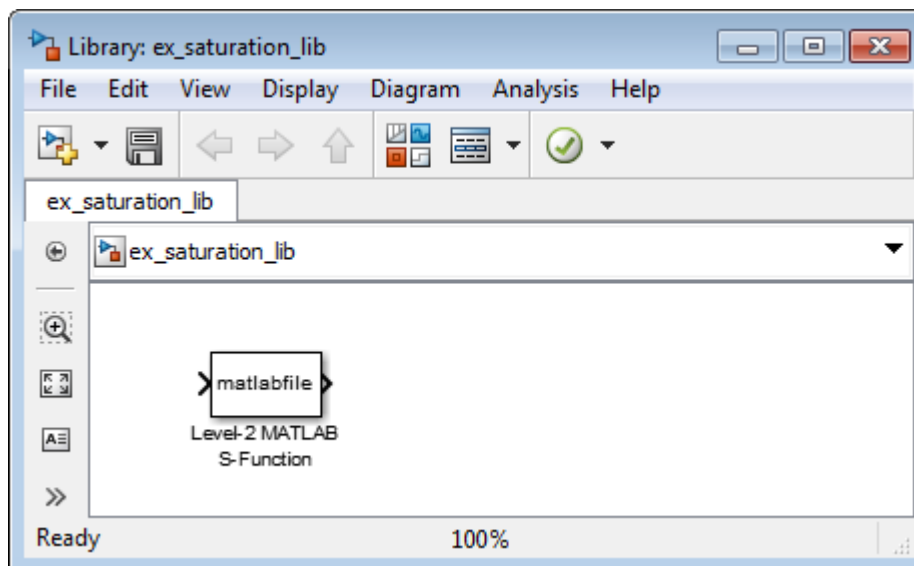 Library: ex_saturation_lib
File Edit View Display Diagram Analysis Help
ex_saturation_lib
ex_saturation_lib
matlabfile
Level-2 MATLAB
S-Function
Ready 100%